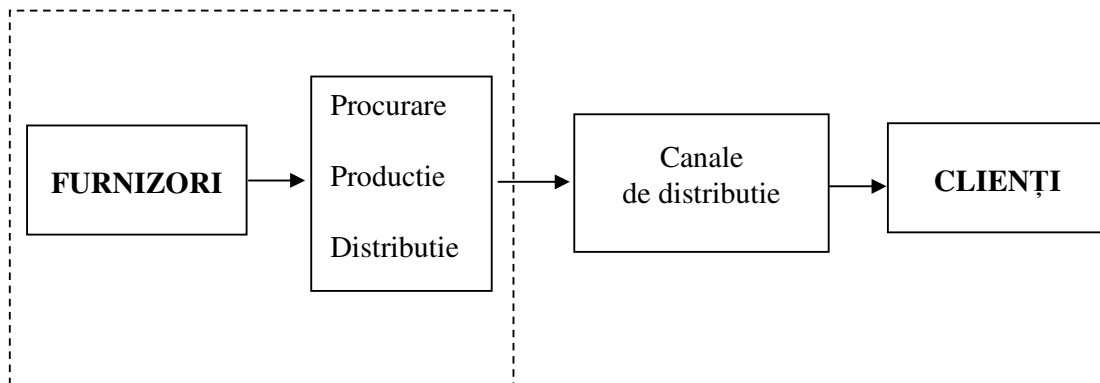 FURNIZORI
Procurare
Productie
Distributie
Canale
de distributie
CLIENȚI